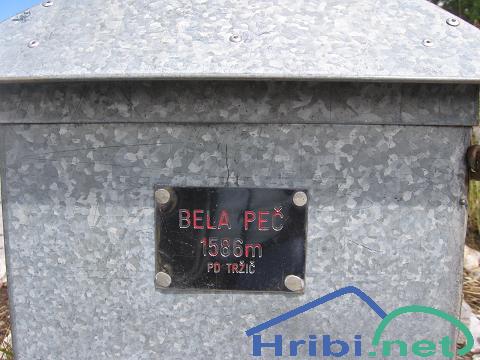 BELA PEČ
1586m
PD TRŽIČ
Hribi.net